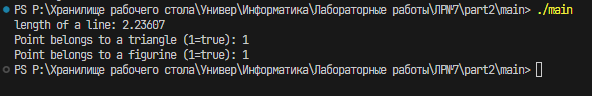 PS P:\Хранилище рабочего стола\Универ\Информатика\Лабораторные работы\ЛР№7\part2\main> ./main
length of a line: 2.23607
Point belongs to a triangle (1=true): 1
Point belongs to a figurine (1=true): 1
PS P:\Хранилище рабочего стола\Универ\Информатика\Лабораторные работы\ЛР№7\part2\main>